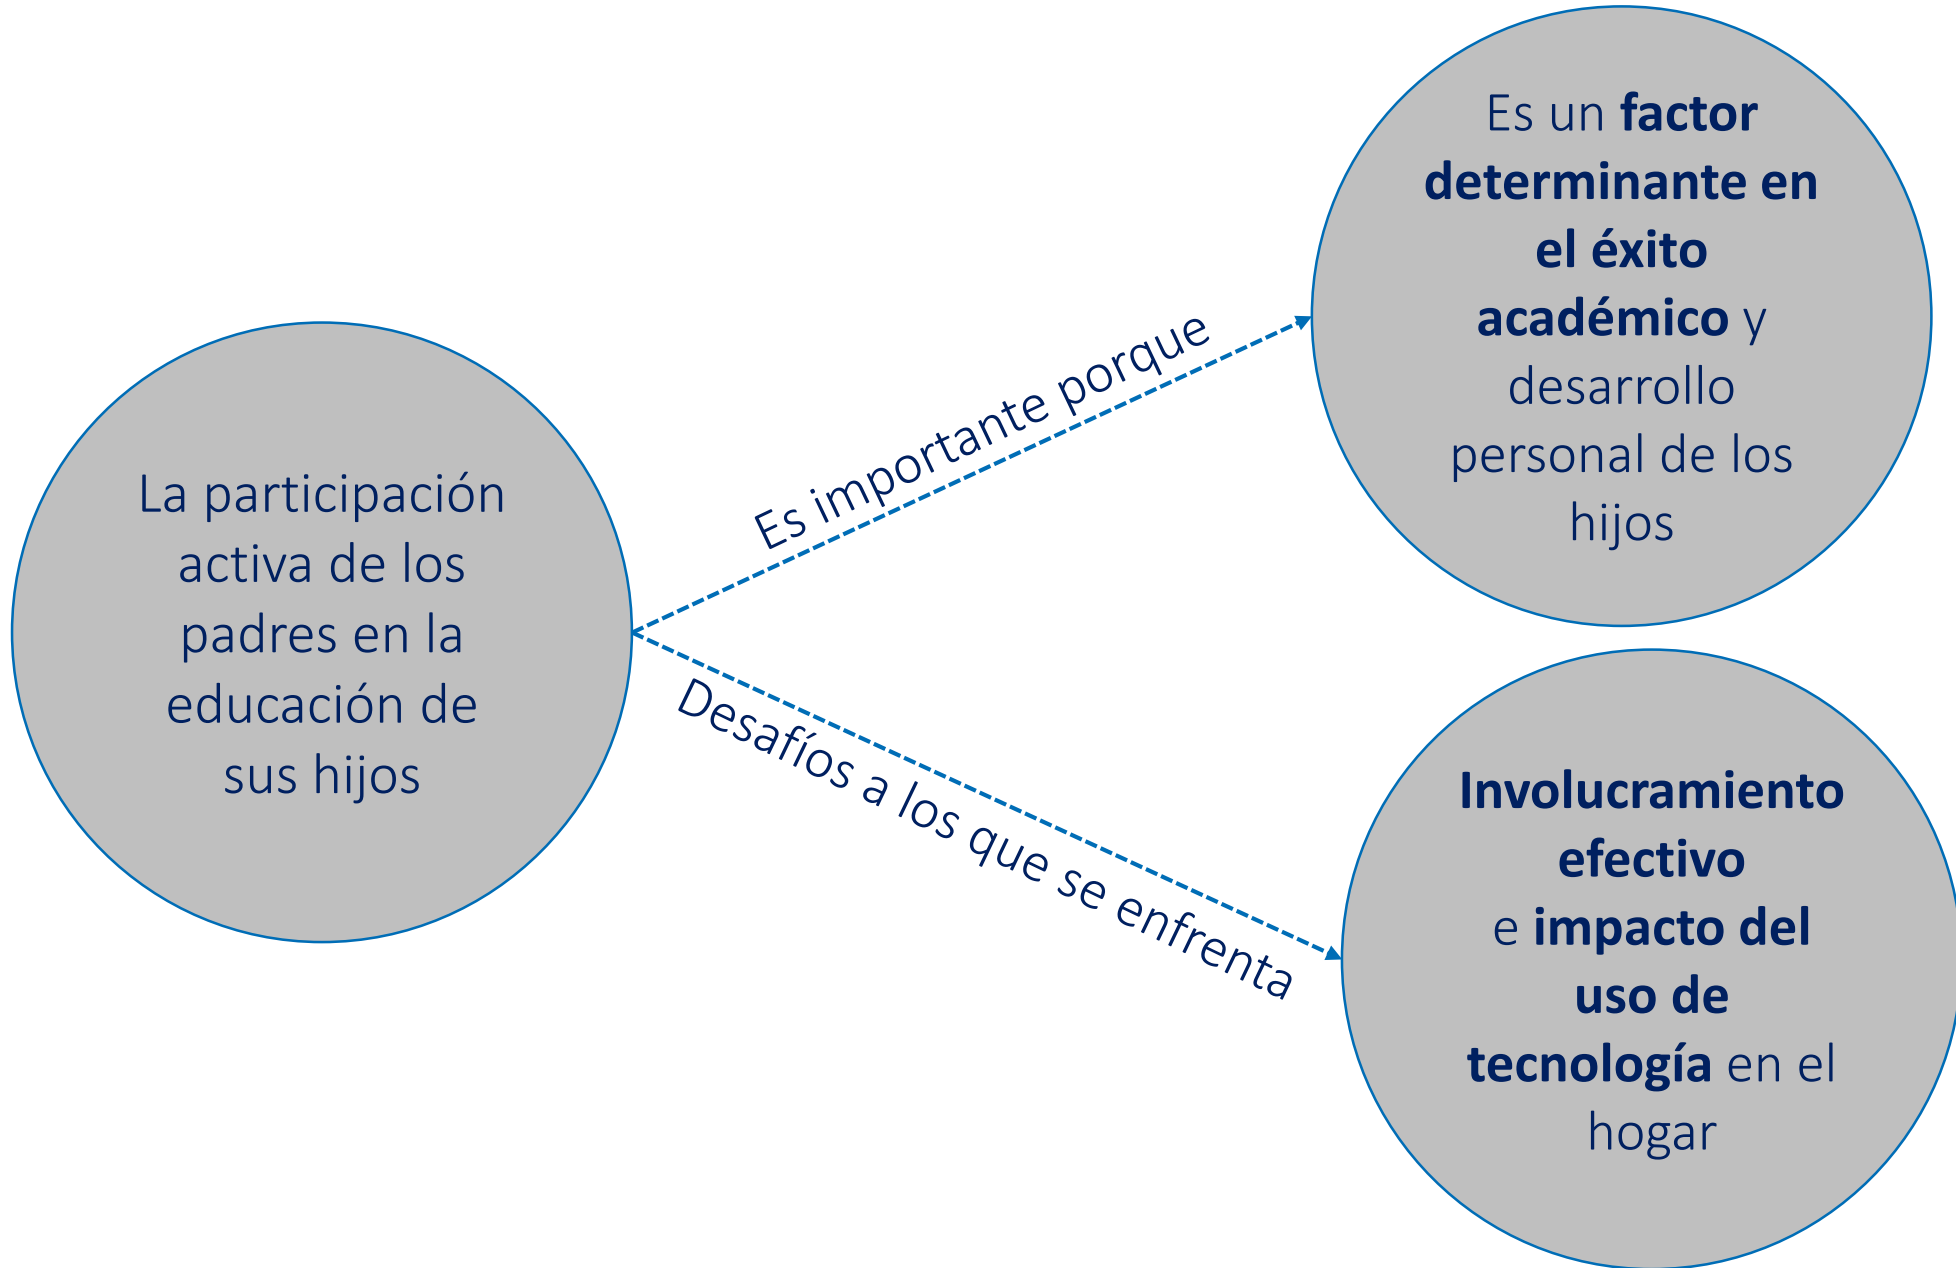 La participación
activa de los
padres en la
educación de
sus hijos
Es importante porque
Es un factor
determinante en
el éxito
académico y
desarrollo
personal de los
hijos
Desafíos a los que se enfrenta
Involucramiento
efectivo
e impacto del
uso de
tecnología en el
hogar